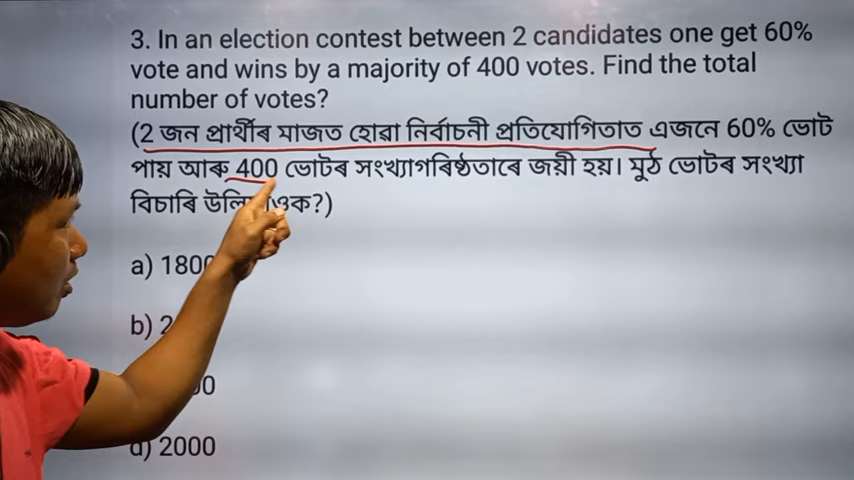 3. In an election contest between 2 candidates one get 60%
vote and wins by a majority of 400 votes. Find the total
number of votes?
(2 জন প্ৰাৰ্থীৰ মাজত হোৱা নিৰ্বাচনী প্ৰতিযোগিতাত এজনে 60% ভোট
পায় আৰু 400 ভোটৰ সংখ্যাগৰিষ্ঠতাৰে জয়ী হয়। মুঠ ভোটৰ সংখ্যা
বিচাৰি
a) 1800
b)
d) 2000